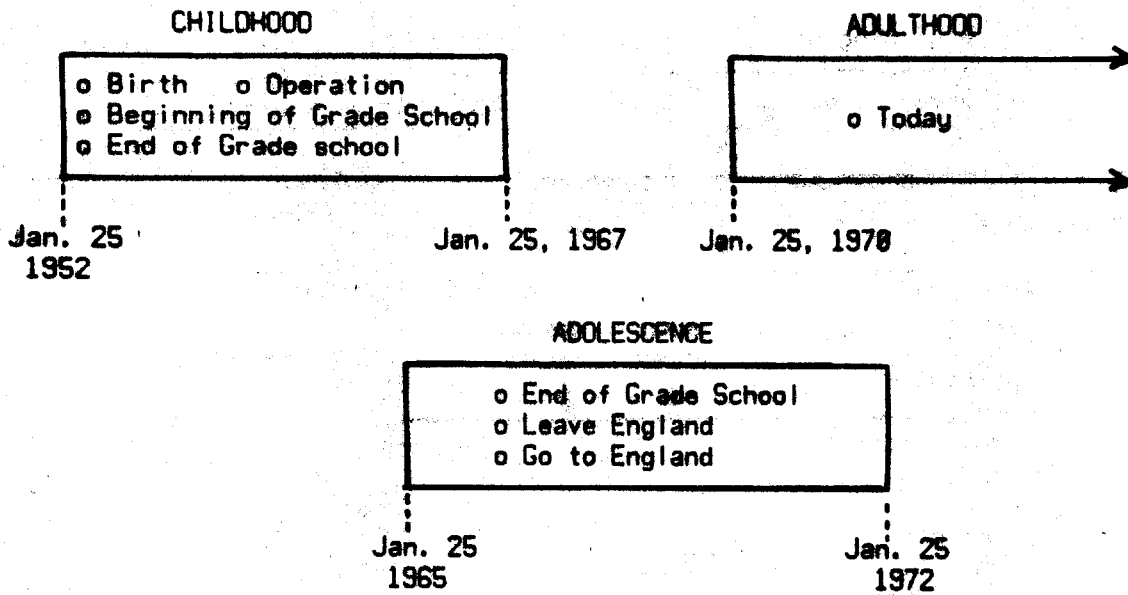 CHILDHOOD
o Birth o Operation
o Beginning of Grade School
o End of Grade school
Jan. 25
1952
Jan. 25, 1967
ADULTHOOD
o Today
Jan. 25, 1970
ADOLESCENCE
o End of Grade School
o Leave England
o Go to England
Jan. 25
1965
Jan. 25
1972